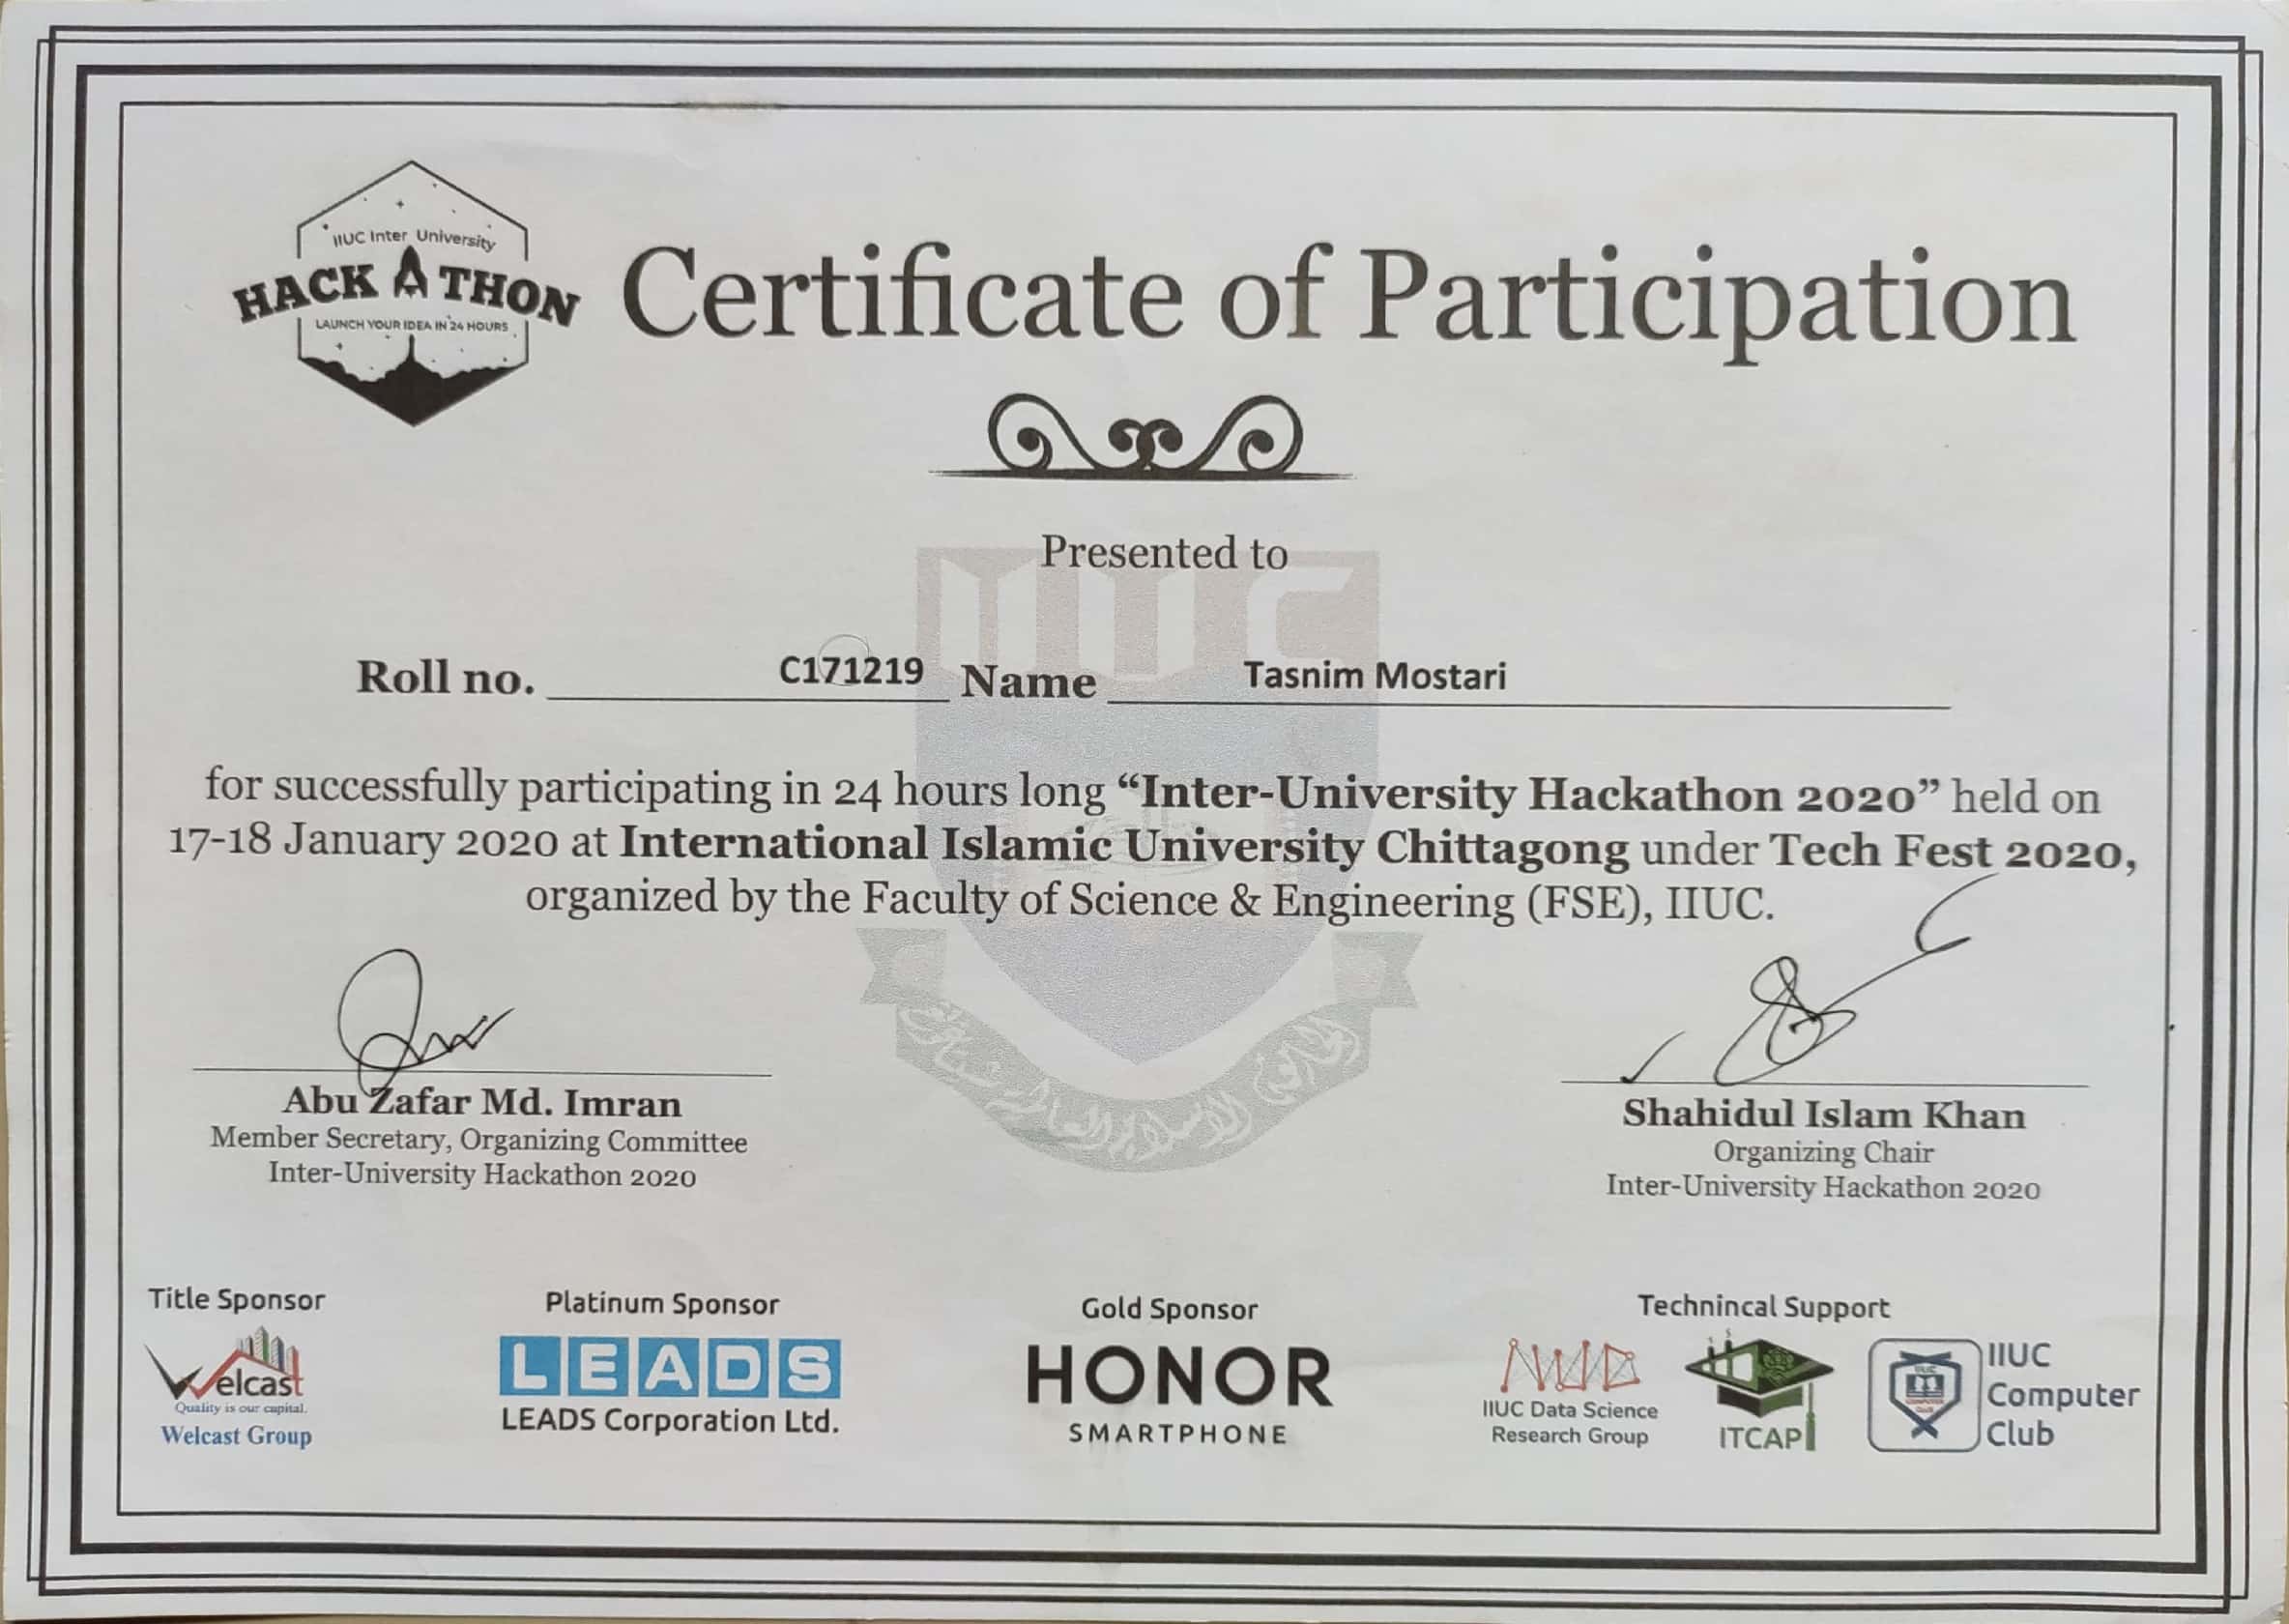 IIUC Inter University
HACK A THON
LAUNCH YOUR IDEA IN 24 HOURS
Certificate of Participation
IIUC
Presented to
Roll no. C171219 Name Tasnim Mostari
for successfully participating in 24 hours long “Inter-University Hackathon 2020” held on
17-18 January 2020 at International Islamic University Chittagong under Tech Fest 2020,
organized by the Faculty of Science & Engineering (FSE), IIUC.
Abu Zafar Md. Imran
Member Secretary, Organizing Committee
Inter-University Hackathon 2020
Shahidul Islam Khan
Organizing Chair
Inter-University Hackathon 2020
Title Sponsor
Welcast
Quality is our capital.
Welcast Group
Platinum Sponsor
LEADS
LEADS Corporation Ltd.
Gold Sponsor
HONOR
SMARTPHONE
Technincal Support
IIUC Data Science
Research Group
ITCAP
IIUC
Computer
Club